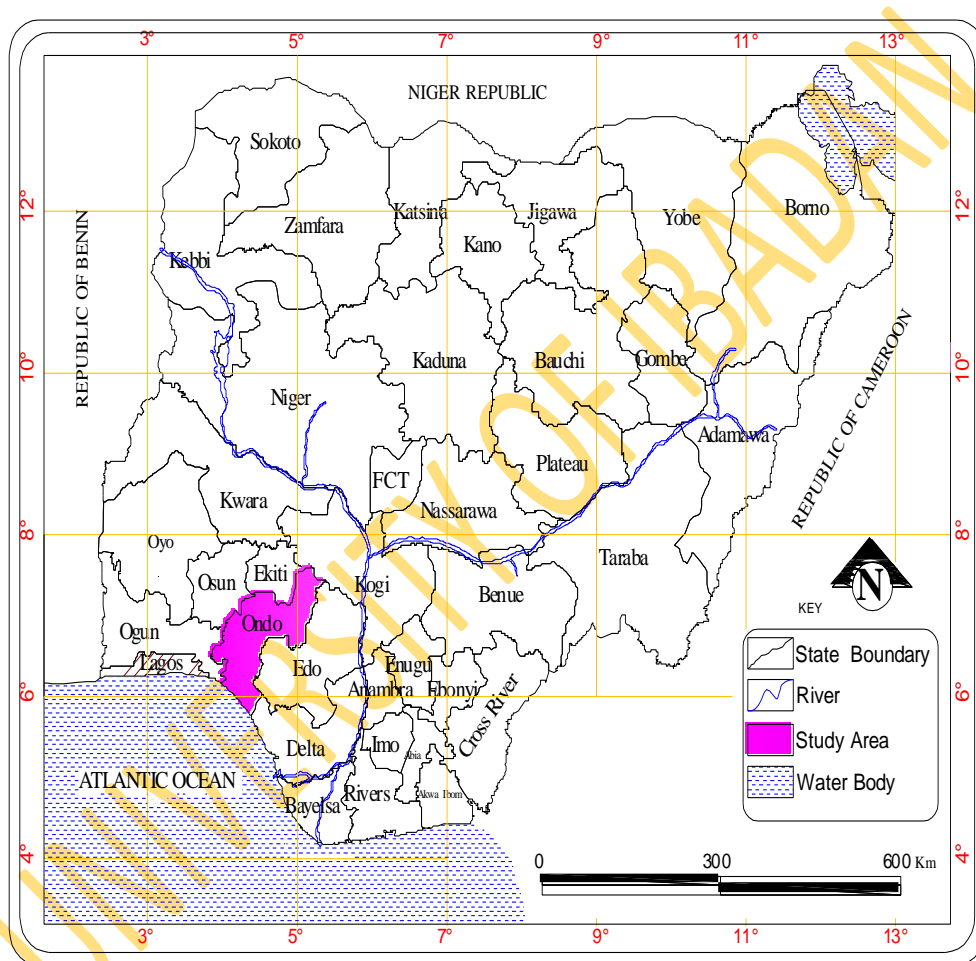 3° 5° 7° 9° 11° 13°
NIGER REPUBLIC
Sokoto
Katsina
Jigawa
Yobe
Borno
12° 12°
Zamfara
Kano
REPUBLIC OF BENIN
Kebbi
Kaduna
Bauchi
Gombe
10° 10°
Niger
REPUBLIC OF CAMEROON
Adamawa
FCT
Plateau
Kwara
Nassarawa
8° 8°
Oyo
Taraba
Osun
Ekiti
Kogi
Benue
N
KEY
Ogun
Ondo
Lagos
Edo
Enugu
Anambra
Ebonyi
Cross River
6° 6°
State Boundary
River
Study Area
Water Body
Delta
Imo
Abia
ATLANTIC OCEAN
Bayelsa
Rivers
Akwa Ibom
4° 4°
0 300 600 Km
3° 5° 7° 9° 11° 13°
UNIVERSITY OF IBADAN